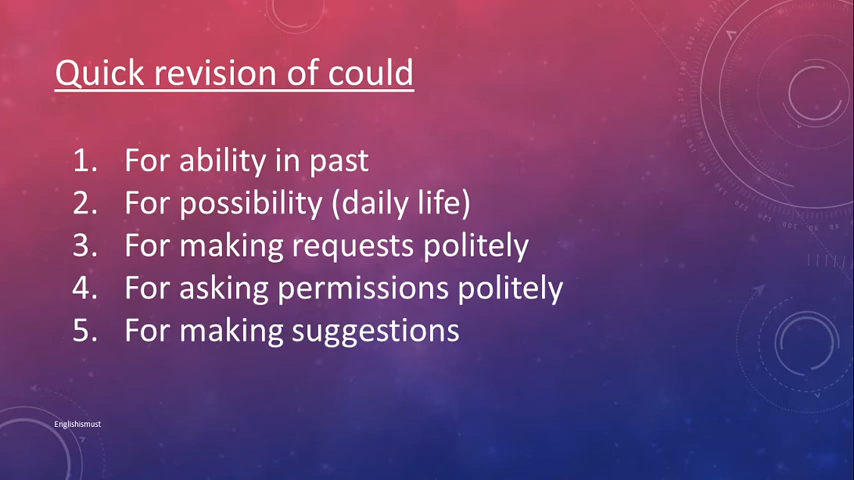 Quick revision of could
1. For ability in past
2. For possibility (daily life)
3. For making requests politely
4. For asking permissions politely
5. For making suggestions
Englishismust